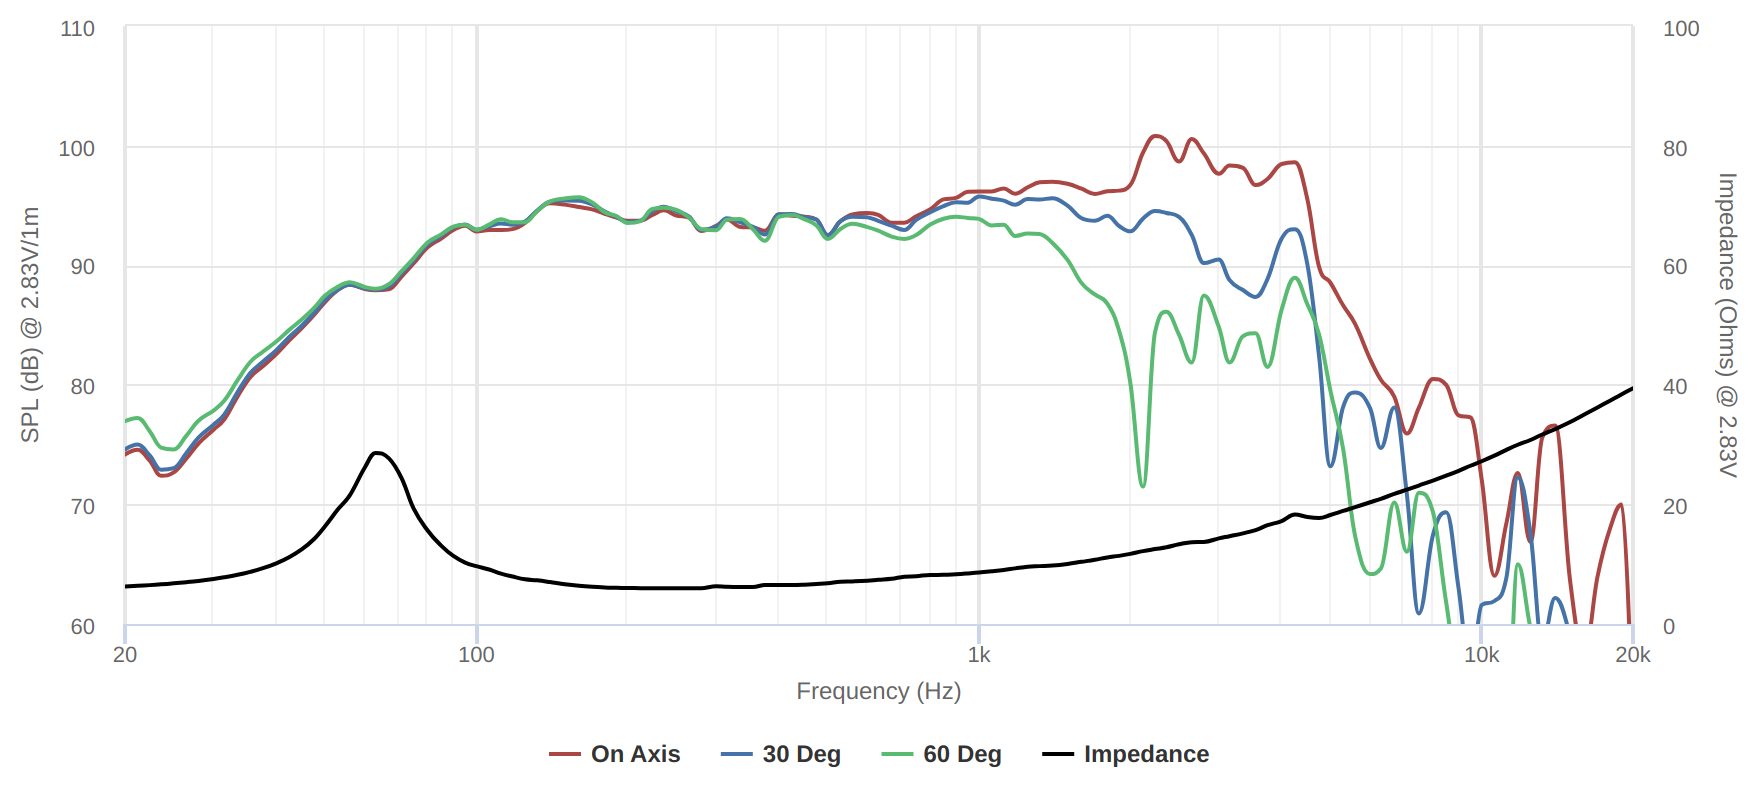 110
100
100
80
90
60
80
40
70
20
60
0
SPL (dB) @ 2.83V/1m
Impedance (Ohms) @ 2.83V
20
100
1k
10k
20k
Frequency (Hz)
On Axis
30 Deg
60 Deg
Impedance